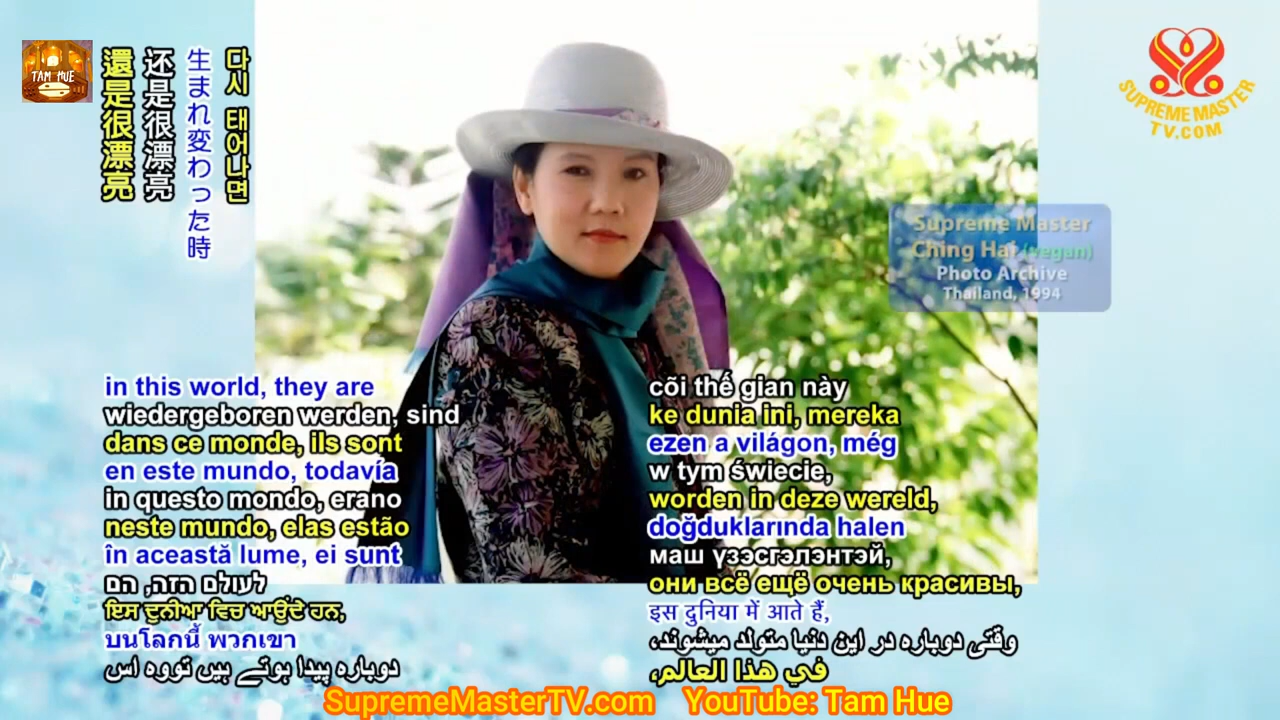 TAM HUE
還是很漂亮
还是很漂亮
生まれ変わった時
다시 태어나면
SUPREME MASTER
TV.COM
Supreme Master
Ching Hai (vegan)
Photo Archive
Thailand, 1994
in this world, they are
wiedergeboren werden, sind
dans ce monde, ils sont
en este mundo, todavía
in questo mondo, erano
neste mundo, elas estão
în această lume, ei sunt
לעולם הזה, הם
ਇਸ ਦੁਨੀਆ ਵਿਚ ਆਉਂਦੇ ਹਨ,
บนโลกนี้ พวกเขา
دوبارہ پیدا ہوتے ہیں تووہ اس
cõi thế gian này
ke dunia ini, mereka
ezen a világon, még
w tym świecie,
worden in deze wereld,
doğduklarında halen
маш үзэсгэлэнтэй,
они всё ещё очень красивы,
इस दुनिया में आते हैं,
وقتی دوباره در این دنیا متولد میشوند،
في هذا العالم،
SupremeMasterTV.com YouTube: Tam Hue